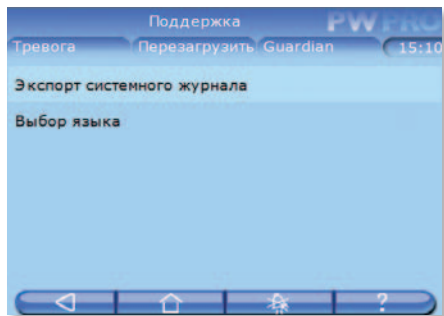 Поддержка PWPRO
Тревога Перезагрузить Guardian 15:10
Экспорт системного журнала
Выбор языка
?